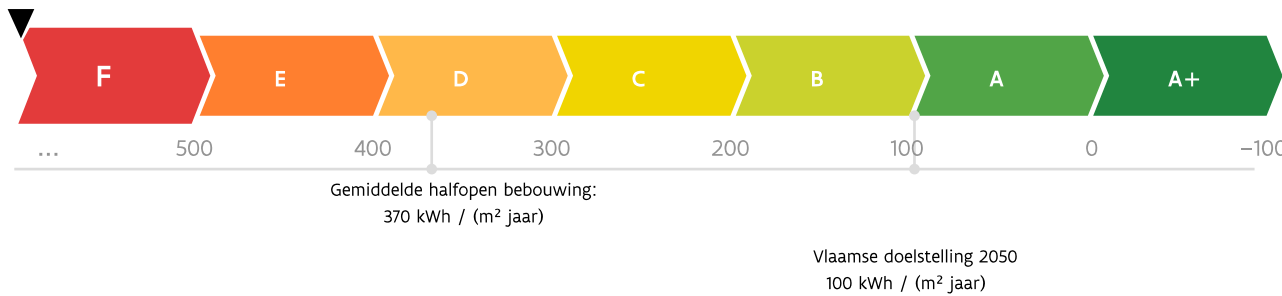 F E D C B A A+
... 500 400 300 200 100 0 −100
Gemiddelde halfopen bebouwing:
370 kWh / (m² jaar)
Vlaamse doelstelling 2050
100 kWh / (m² jaar)